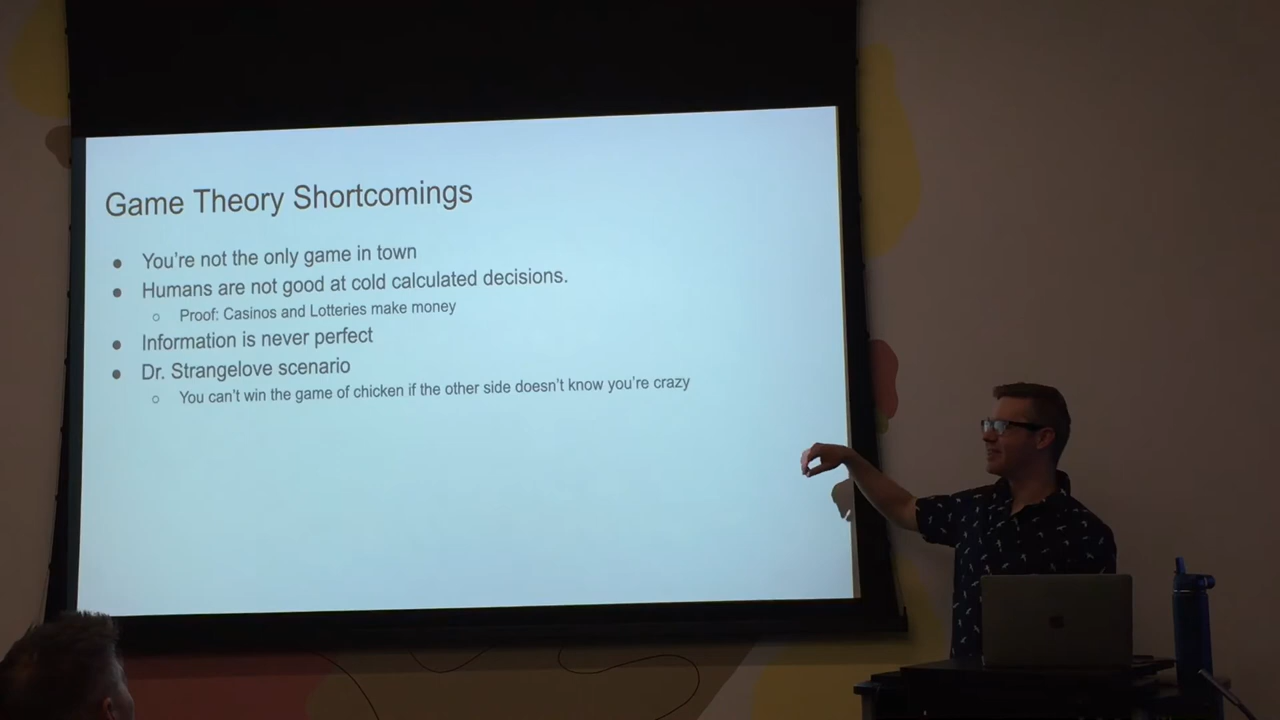 Game Theory Shortcomings
● You're not the only game in town
● Humans are not good at cold calculated decisions.
○ Proof: Casinos and Lotteries make money
● Information is never perfect
● Dr. Strangelove scenario
○ You can't win the game of chicken if the other side doesn't know you're crazy